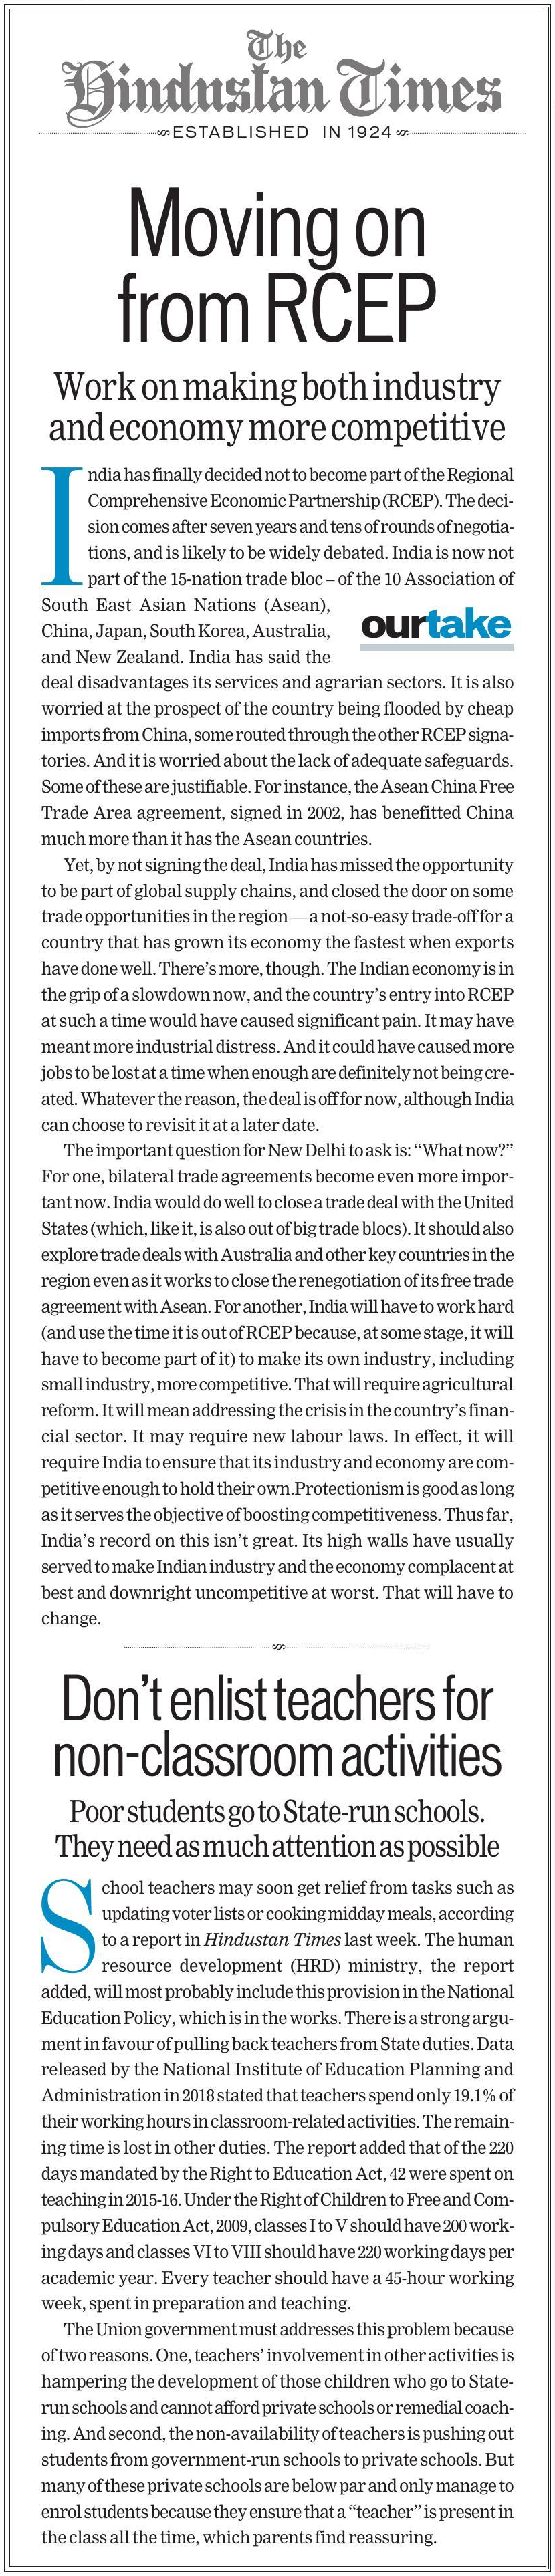 The
Hindustan Times
ESTABLISHED IN 1924
Moving on
from RCEP
Work on making both industry
and economy more competitive
India has finally decided not to become part of the Regional
Comprehensive Economic Partnership (RCEP). The deci-
sion comes after seven years and tens of rounds of negotia-
tions, and is likely to be widely debated. India is now not
part of the 15-nation trade bloc – of the 10 Association of
South East Asian Nations (Asean),
China, Japan, South Korea, Australia,
and New Zealand. India has said the
ourtake
deal disadvantages its services and agrarian sectors. It is also
worried at the prospect of the country being flooded by cheap
imports from China, some routed through the other RCEP signa-
tories. And it is worried about the lack of adequate safeguards.
Some of these are justifiable. For instance, the Asean China Free
Trade Area agreement, signed in 2002, has benefitted China
much more than it has the Asean countries.
Yet, by not signing the deal, India has missed the opportunity
to be part of global supply chains, and closed the door on some
trade opportunities in the region — a not-so-easy trade-off for a
country that has grown its economy the fastest when exports
have done well. There's more, though. The Indian economy is in
the grip of a slowdown now, and the country's entry into RCEP
at such a time would have caused significant pain. It may have
meant more industrial distress. And it could have caused more
jobs to be lost at a time when enough are definitely not being cre-
ated. Whatever the reason, the deal is off for now, although India
can choose to revisit it at a later date.
The important question for New Delhi to ask is: “What now?”
For one, bilateral trade agreements become even more impor-
tant now. India would do well to close a trade deal with the United
States (which, like it, is also out of big trade blocs). It should also
explore trade deals with Australia and other key countries in the
region even as it works to close the renegotiation of its free trade
agreement with Asean. For another, India will have to work hard
(and use the time it is out of RCEP because, at some stage, it will
have to become part of it) to make its own industry, including
small industry, more competitive. That will require agricultural
reform. It will mean addressing the crisis in the country's finan-
cial sector. It may require new labour laws. In effect, it will
require India to ensure that its industry and economy are com-
petitive enough to hold their own.Protectionism is good as long
as it serves the objective of boosting competitiveness. Thus far,
India's record on this isn't great. Its high walls have usually
served to make Indian industry and the economy complacent at
best and downright uncompetitive at worst. That will have to
change.
Don't enlist teachers for
non-classroom activities
Poor students go to State-run schools.
They need as much attention as possible
School teachers may soon get relief from tasks such as
updating voter lists or cooking midday meals, according
to a report in Hindustan Times last week. The human
resource development (HRD) ministry, the report
added, will most probably include this provision in the National
Education Policy, which is in the works. There is a strong argu-
ment in favour of pulling back teachers from State duties. Data
released by the National Institute of Education Planning and
Administration in 2018 stated that teachers spend only 19.1% of
their working hours in classroom-related activities. The remain-
ing time is lost in other duties. The report added that of the 220
days mandated by the Right to Education Act, 42 were spent on
teaching in 2015-16. Under the Right of Children to Free and Com-
pulsory Education Act, 2009, classes I to V should have 200 work-
ing days and classes VI to VIII should have 220 working days per
academic year. Every teacher should have a 45-hour working
week, spent in preparation and teaching.
The Union government must addresses this problem because
of two reasons. One, teachers' involvement in other activities is
hampering the development of those children who go to State-
run schools and cannot afford private schools or remedial coach-
ing. And second, the non-availability of teachers is pushing out
students from government-run schools to private schools. But
many of these private schools are below par and only manage to
enrol students because they ensure that a “teacher” is present in
the class all the time, which parents find reassuring.